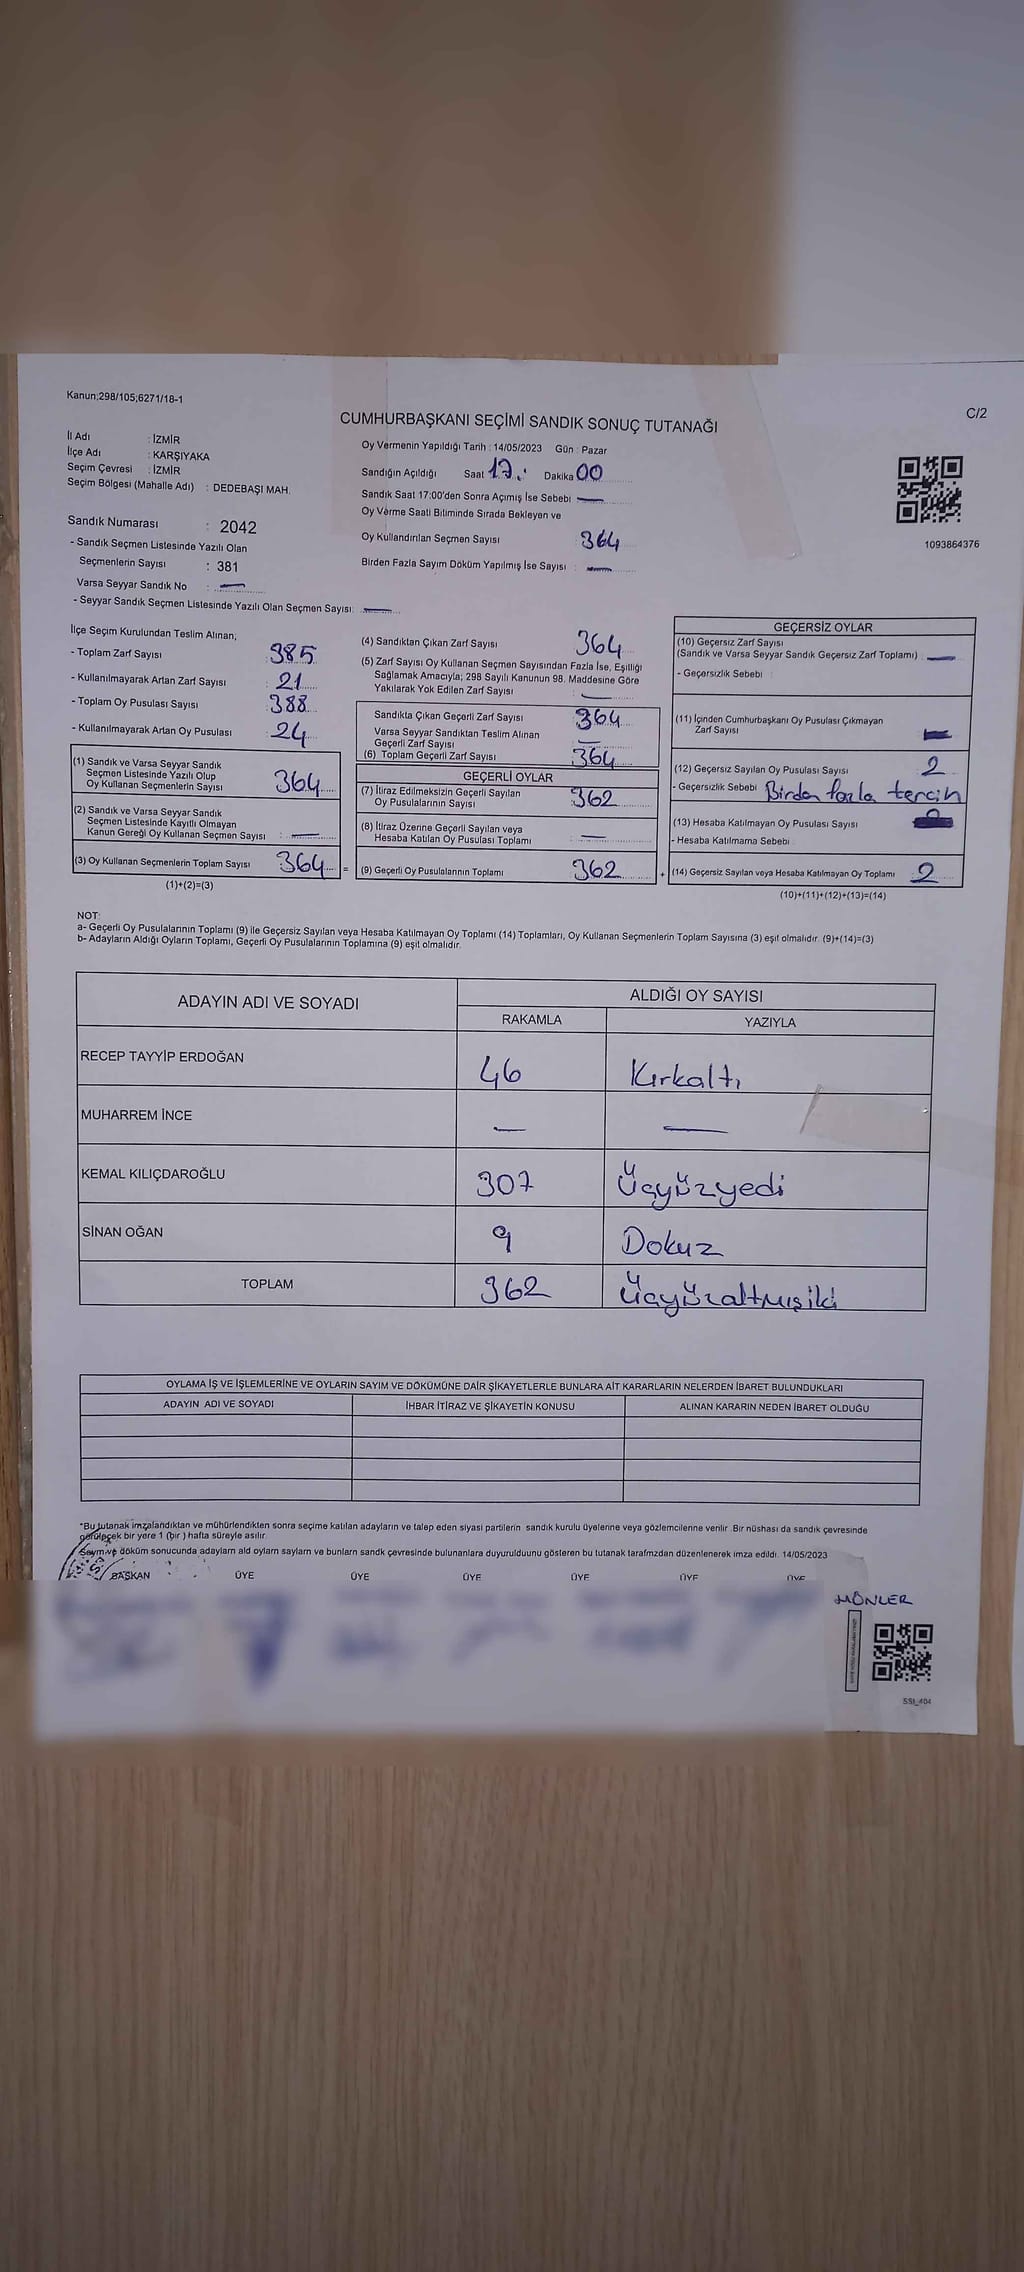 Kanun;298/105;6271/18-1
C/2
CUMHURBAŞKANI SEÇİMİ SANDIK SONUÇ TUTANAĞI
İl Adı : İZMİR
İlçe Adı : KARŞIYAKA
Seçim Çevresi : İZMİR
Seçim Bölgesi (Mahalle Adı) : DEDEBAŞI MAH.
Sandık Numarası : 2042
- Sandık Seçmen Listesinde Yazılı Olan
Seçmenlerin Sayısı : 381
Varsa Seyyar Sandık No : —
- Seyyar Sandık Seçmen Listesinde Yazılı Olan Seçmen Sayısı: —
Oy Vermenin Yapıldığı Tarih : 14/05/2023 Gün : Pazar
Sandığın Açıldığı Saat 17.: Dakika 00
Sandık Saat 17:00'den Sonra Açımış İse Sebebi —
Oy Verme Saati Bitiminde Sırada Bekleyen ve
Oy Kullandırılan Seçmen Sayısı 364
Birden Fazla Sayım Döküm Yapılmış İse Sayısı : —
1093864376
İlçe Seçim Kurulundan Teslim Alınan,
- Toplam Zarf Sayısı : 385
- Kullanılmayarak Artan Zarf Sayısı : 21
- Toplam Oy Pusulası Sayısı : 388
- Kullanılmayarak Artan Oy Pusulası : 24
(1) Sandık ve Varsa Seyyar Sandık
Seçmen Listesinde Yazılı Olup
Oy Kullanan Seçmenlerin Sayısı : 364
(2) Sandık ve Varsa Seyyar Sandık
Seçmen Listesinde Kayıtlı Olmayan
Kanun Gereği Oy Kullanan Seçmen Sayısı : —
(3) Oy Kullanan Seçmenlerin Toplam Sayısı : 364 =
(1)+(2)=(3)
(4) Sandıktan Çıkan Zarf Sayısı 364
(5) Zarf Sayısı Oy Kullanan Seçmen Sayısından Fazla İse, Eşitliği
Sağlamak Amacıyla; 298 Sayılı Kanunun 98. Maddesine Göre
Yakılarak Yok Edilen Zarf Sayısı : —
Sandıkta Çıkan Geçerli Zarf Sayısı : 364
Varsa Seyyar Sandıktan Teslim Alınan
Geçerli Zarf Sayısı : —
(6) Toplam Geçerli Zarf Sayısı : 364
GEÇERLİ OYLAR
(7) İtiraz Edilmeksizin Geçerli Sayılan
Oy Pusulalarının Sayısı : 362
(8) İtiraz Üzerine Geçerli Sayılan veya
Hesaba Katılan Oy Pusulası Toplamı : —
(9) Geçerli Oy Pusulalarının Toplamı : 362 +
GEÇERSİZ OYLAR
(10) Geçersiz Zarf Sayısı
(Sandık ve Varsa Seyyar Sandık Geçersiz Zarf Toplamı) : —
- Geçersizlik Sebebi :
(11) İçinden Cumhurbaşkanı Oy Pusulası Çıkmayan
Zarf Sayısı —
(12) Geçersiz Sayılan Oy Pusulası Sayısı 2
- Geçersizlik Sebebi Birden fazla tercih
(13) Hesaba Katılmayan Oy Pusulası Sayısı
- Hesaba Katılmama Sebebi :
(14) Geçersiz Sayılan veya Hesaba Katılmayan Oy Toplamı : 2
(10)+(11)+(12)+(13)=(14)
NOT:
a- Geçerli Oy Pusulalarının Toplamı (9) ile Geçersiz Sayılan veya Hesaba Katılmayan Oy Toplamı (14) Toplamları, Oy Kullanan Seçmenlerin Toplam Sayısına (3) eşit olmalıdır. (9)+(14)=(3)
b- Adayların Aldığı Oyların Toplamı, Geçerli Oy Pusulalarının Toplamına (9) eşit olmalıdır.
ADAYIN ADI VE SOYADI ALDIĞI OY SAYISI
RAKAMLA YAZIYLA
RECEP TAYYİP ERDOĞAN 46 Kırkaltı
MUHARREM İNCE — —
KEMAL KILIÇDAROĞLU 307 Üçyüzyedi
SİNAN OĞAN 9 Dokuz
TOPLAM 362 Üçyüzaltmışiki
OYLAMA İŞ VE İŞLEMLERİNE VE OYLARIN SAYIM VE DÖKÜMÜNE DAİR ŞİKAYETLERLE BUNLARA AİT KARARLARIN NELERDEN İBARET BULUNDUKLARI
ADAYIN ADI VE SOYADI İHBAR İTİRAZ VE ŞİKAYETİN KONUSU ALINAN KARARIN NEDEN İBARET OLDUĞU
*Bu tutanak imzalandıktan ve mühürlendikten sonra seçime katılan adayların ve talep eden siyasi partilerin sandık kurulu üyelerine veya gözlemcilerine verilir. Bir nüshası da sandık çevresinde
görülecek bir yere 1 (bir ) hafta süreyle asılır.
Sayım ve döküm sonucunda adaylarn ald oylarn saylarn ve bunlarn sandk çevresinde bulunanlara duyurulduunu gösteren bu tutanak tarafmzdan düzenlenerek imza edildi. 14/05/2023
BAŞKAN ÜYE ÜYE ÜYE ÜYE ÜYE ÜYE
MÖNLER
SSI_404